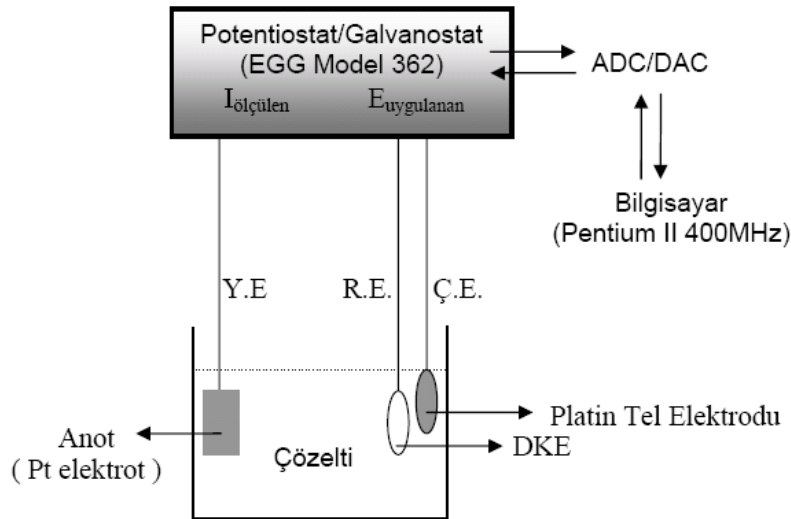 Potentiostat/Galvanostat
(EGG Model 362)
Iölçülen
Euygulanan
ADC/DAC
Bilgisayar
(Pentium II 400MHz)
Y.E
R.E.
Ç.E.
Anot
( Pt elektrot )
Çözelti
Platin Tel Elektrodu
DKE